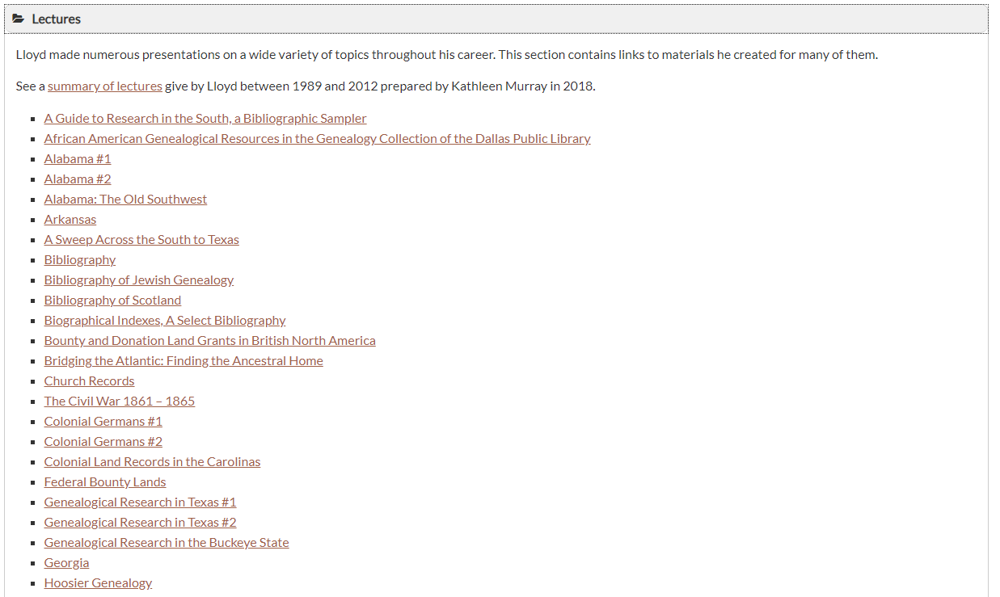 Lectures
Lloyd made numerous presentations on a wide variety of topics throughout his career. This section contains links to materials he created for many of them.
See a summary of lectures give by Lloyd between 1989 and 2012 prepared by Kathleen Murray in 2018.
A Guide to Research in the South, a Bibliographic Sampler
African American Genealogical Resources in the Genealogy Collection of the Dallas Public Library
Alabama #1
Alabama #2
Alabama: The Old Southwest
Arkansas
A Sweep Across the South to Texas
Bibliography
Bibliography of Jewish Genealogy
Bibliography of Scotland
Biographical Indexes, A Select Bibliography
Bounty and Donation Land Grants in British North America
Bridging the Atlantic: Finding the Ancestral Home
Church Records
The Civil War 1861 – 1865
Colonial Germans #1
Colonial Germans #2
Colonial Land Records in the Carolinas
Federal Bounty Lands
Genealogical Research in Texas #1
Genealogical Research in Texas #2
Genealogical Research in the Buckeye State
Georgia
Hoosier Genealogy